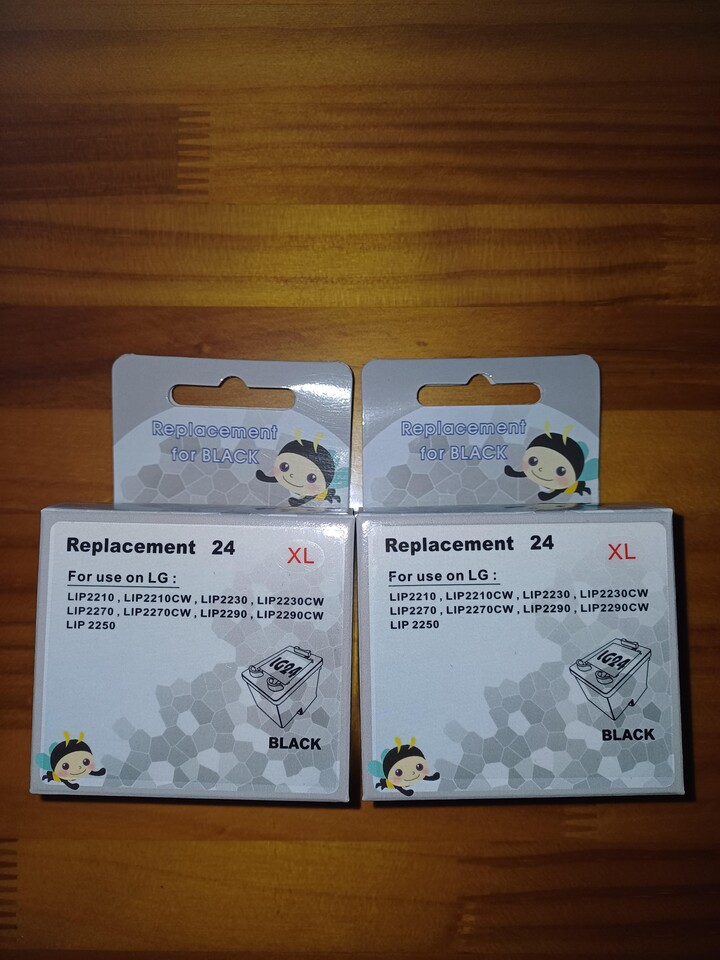 Replacement
for BLACK
Replacement 24
XL
For use on LG :
LIP2210 , LIP2210CW , LIP2230 , LIP2230CW
LIP2270 , LIP2270CW , LIP2290 , LIP2290CW
LIP 2250
LG24
BLACK
Replacement
for BLACK
Replacement 24
XL
For use on LG :
LIP2210 , LIP2210CW , LIP2230 , LIP2230CW
LIP2270 , LIP2270CW , LIP2290 , LIP2290CW
LIP 2250
LG24
BLACK